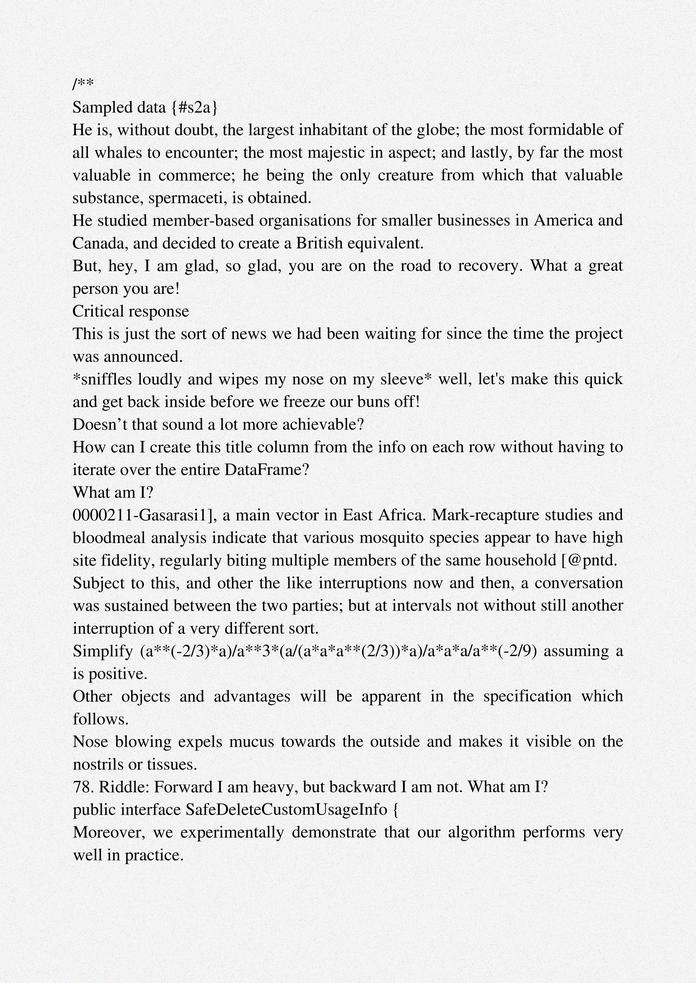 /**
Sampled data {#s2a}
He is, without doubt, the largest inhabitant of the globe; the most formidable of
all whales to encounter; the most majestic in aspect; and lastly, by far the most
valuable in commerce; he being the only creature from which that valuable
substance, spermaceti, is obtained.
He studied member-based organisations for smaller businesses in America and
Canada, and decided to create a British equivalent.
But, hey, I am glad, so glad, you are on the road to recovery. What a great
person you are!
Critical response
This is just the sort of news we had been waiting for since the time the project
was announced.
*sniffles loudly and wipes my nose on my sleeve* well, let's make this quick
and get back inside before we freeze our buns off!
Doesn’t that sound a lot more achievable?
How can I create this title column from the info on each row without having to
iterate over the entire DataFrame?
What am I?
0000211-Gasarasi1], a main vector in East Africa. Mark-recapture studies and
bloodmeal analysis indicate that various mosquito species appear to have high
site fidelity, regularly biting multiple members of the same household [@pntd.
Subject to this, and other the like interruptions now and then, a conversation
was sustained between the two parties; but at intervals not without still another
interruption of a very different sort.
Simplify (a**(-2/3)*a)/a**3*(a/(a*a*a**(2/3))*a)/a*a*a/a**(-2/9) assuming a
is positive.
Other objects and advantages will be apparent in the specification which
follows.
Nose blowing expels mucus towards the outside and makes it visible on the
nostrils or tissues.
78. Riddle: Forward I am heavy, but backward I am not. What am I?
public interface SafeDeleteCustomUsageInfo {
Moreover, we experimentally demonstrate that our algorithm performs very
well in practice.